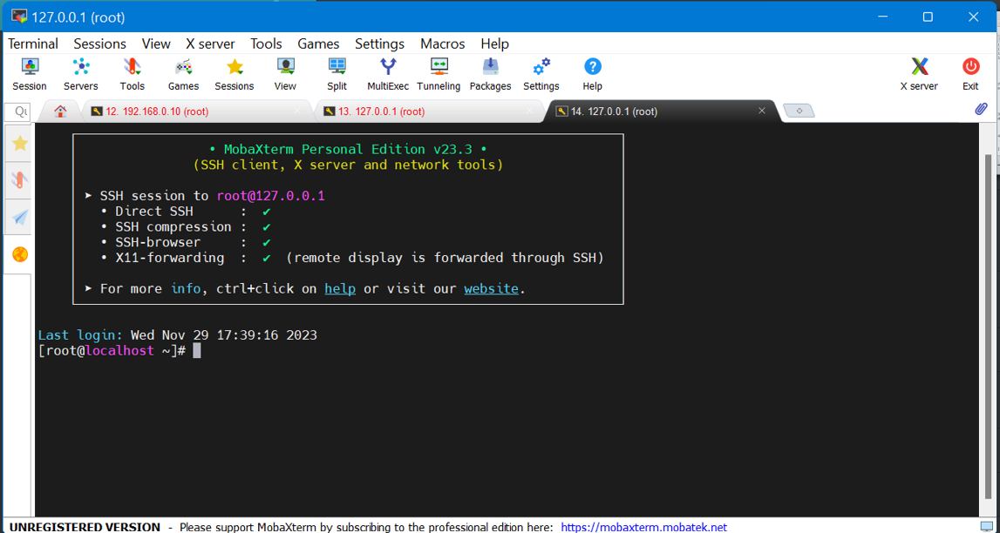 127.0.0.1 (root)
Terminal Sessions View X server Tools Games Settings Macros Help
Session Servers Tools Games Sessions View Split MultiExec Tunneling Packages Settings Help X server Exit
12. 192.168.0.10 (root) 13. 127.0.0.1 (root) 14. 127.0.0.1 (root)
• MobaXterm Personal Edition v23.3 •
(SSH client, X server and network tools)
➤ SSH session to root@127.0.0.1
• Direct SSH : ✔
• SSH compression : ✔
• SSH-browser : ✔
• X11-forwarding : ✔ (remote display is forwarded through SSH)
➤ For more info, ctrl+click on help or visit our website.
Last login: Wed Nov 29 17:39:16 2023
[root@localhost ~]#
UNREGISTERED VERSION - Please support MobaXterm by subscribing to the professional edition here: https://mobaxterm.mobatek.net